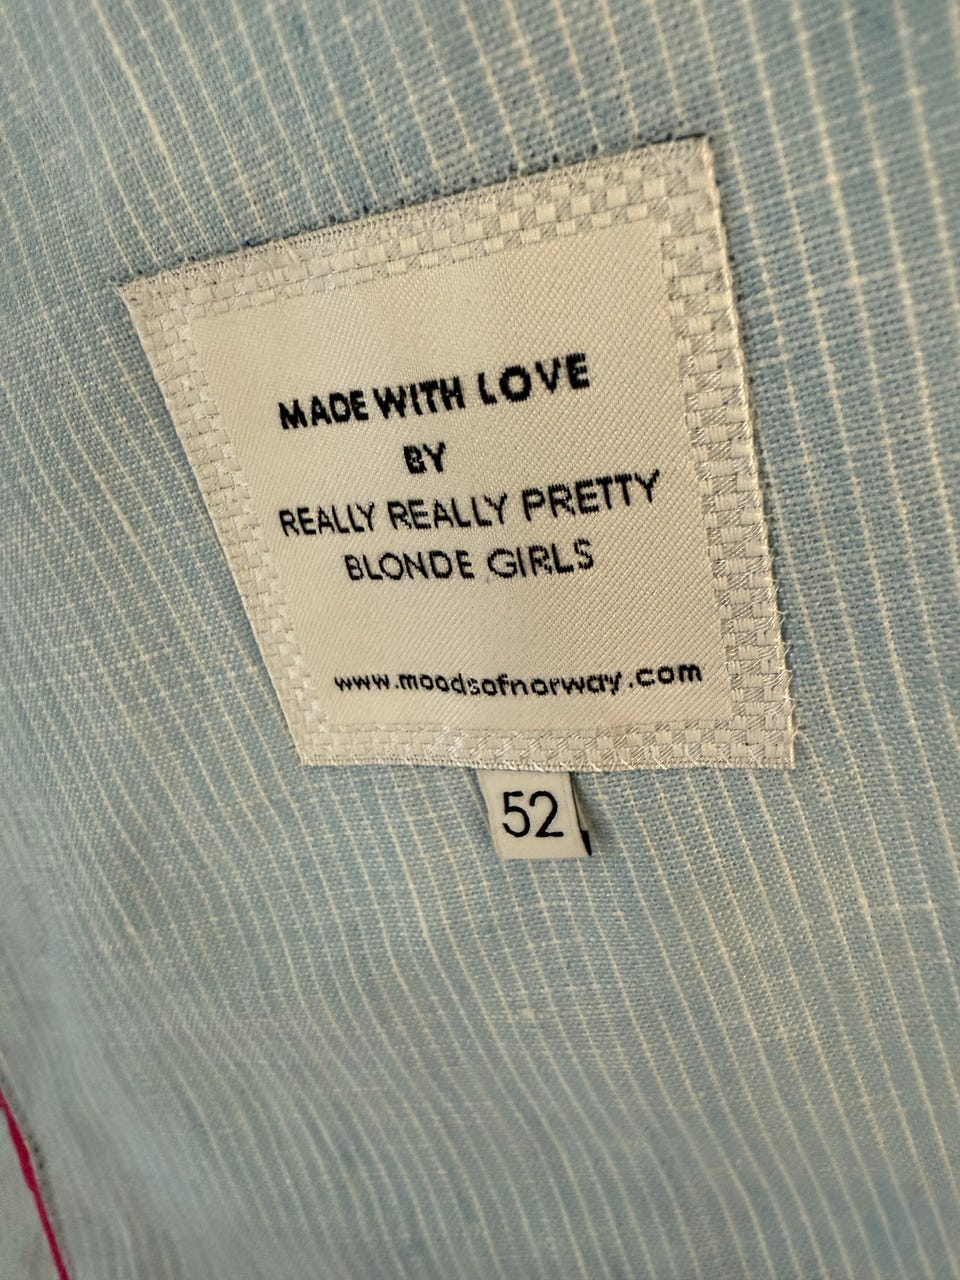 MADE WITH LOVE
BY
REALLY REALLY PRETTY
BLONDE GIRLS
www.moodsofnorway.com
52